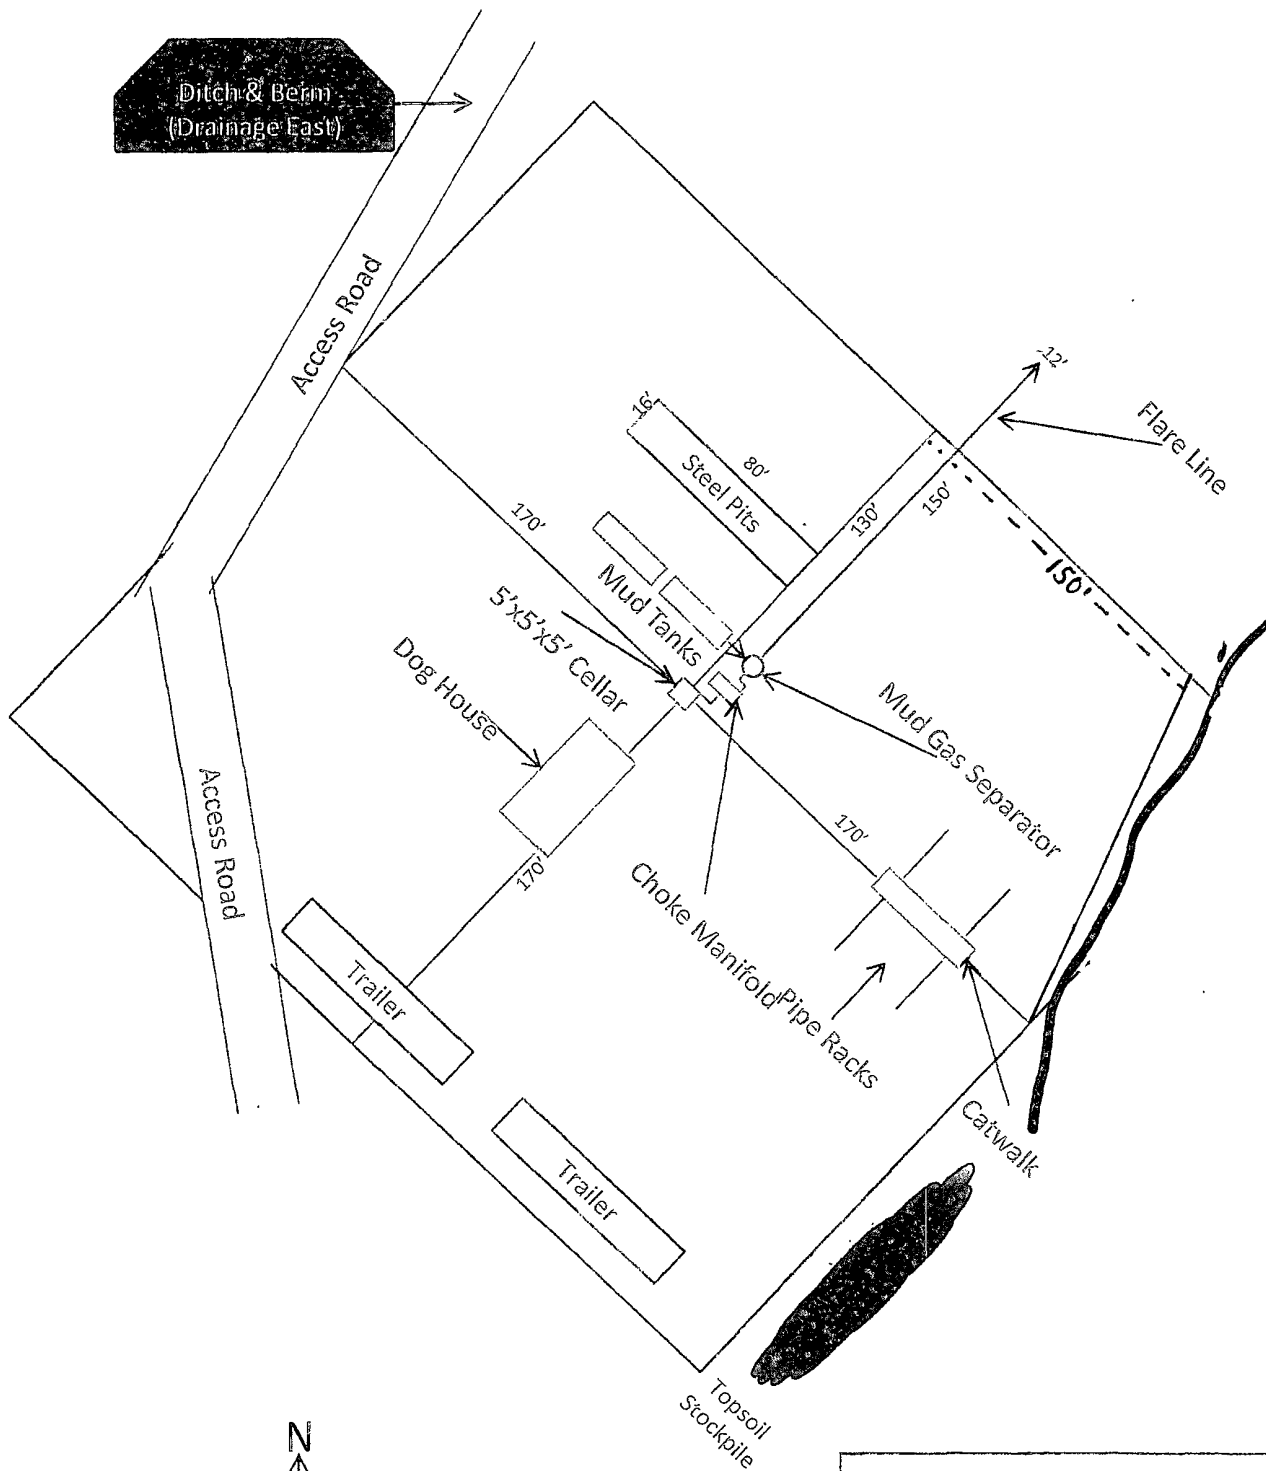 Ditch & Berm
(Drainage East)
Access Road
12'
Flare Line
16'
80'
Steel Pits
130'
150'
170'
150'
Mud Tanks
5'x5'x5' Cellar
Dog House
Mud Gas Separator
Access Road
170'
170'
Choke Manifold
Pipe Racks
Trailer
Catwalk
Trailer
Topsoil
Stockpile
N